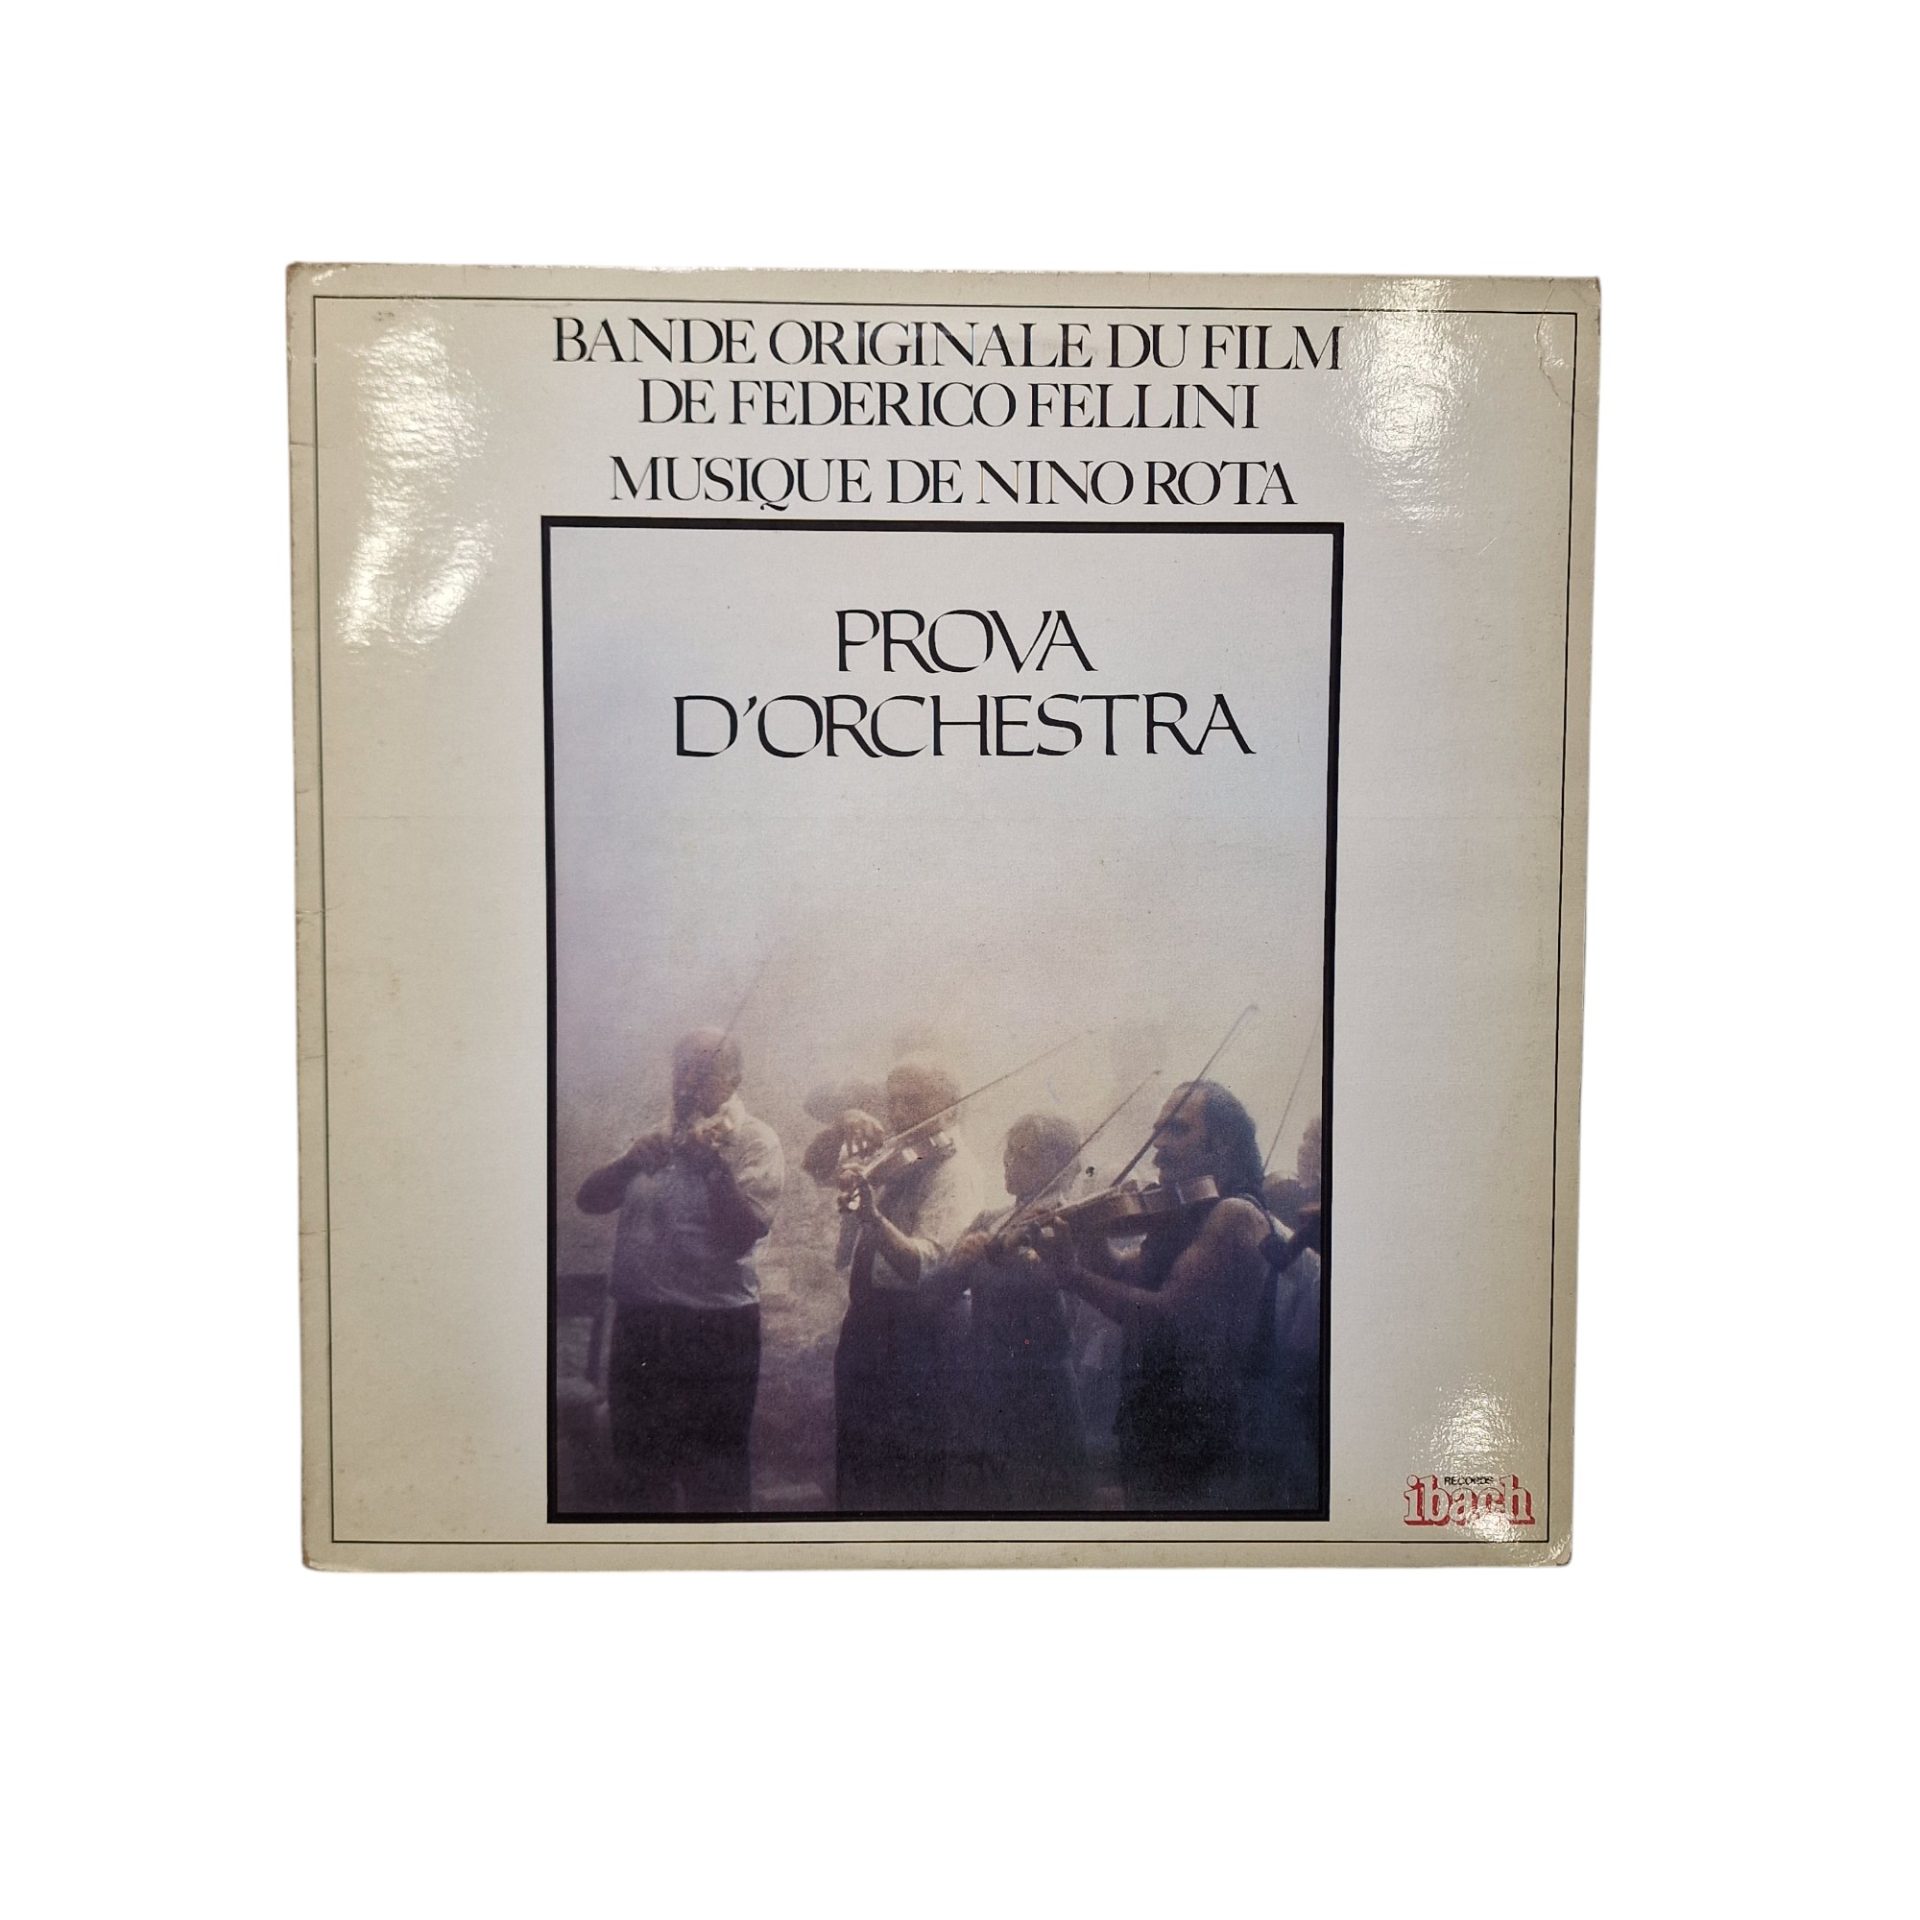 BANDE ORIGINALE DU FILM
DE FEDERICO FELLINI
MUSIQUE DE NINO ROTA
PROVA
D'ORCHESTRA
RECORDS
ibach